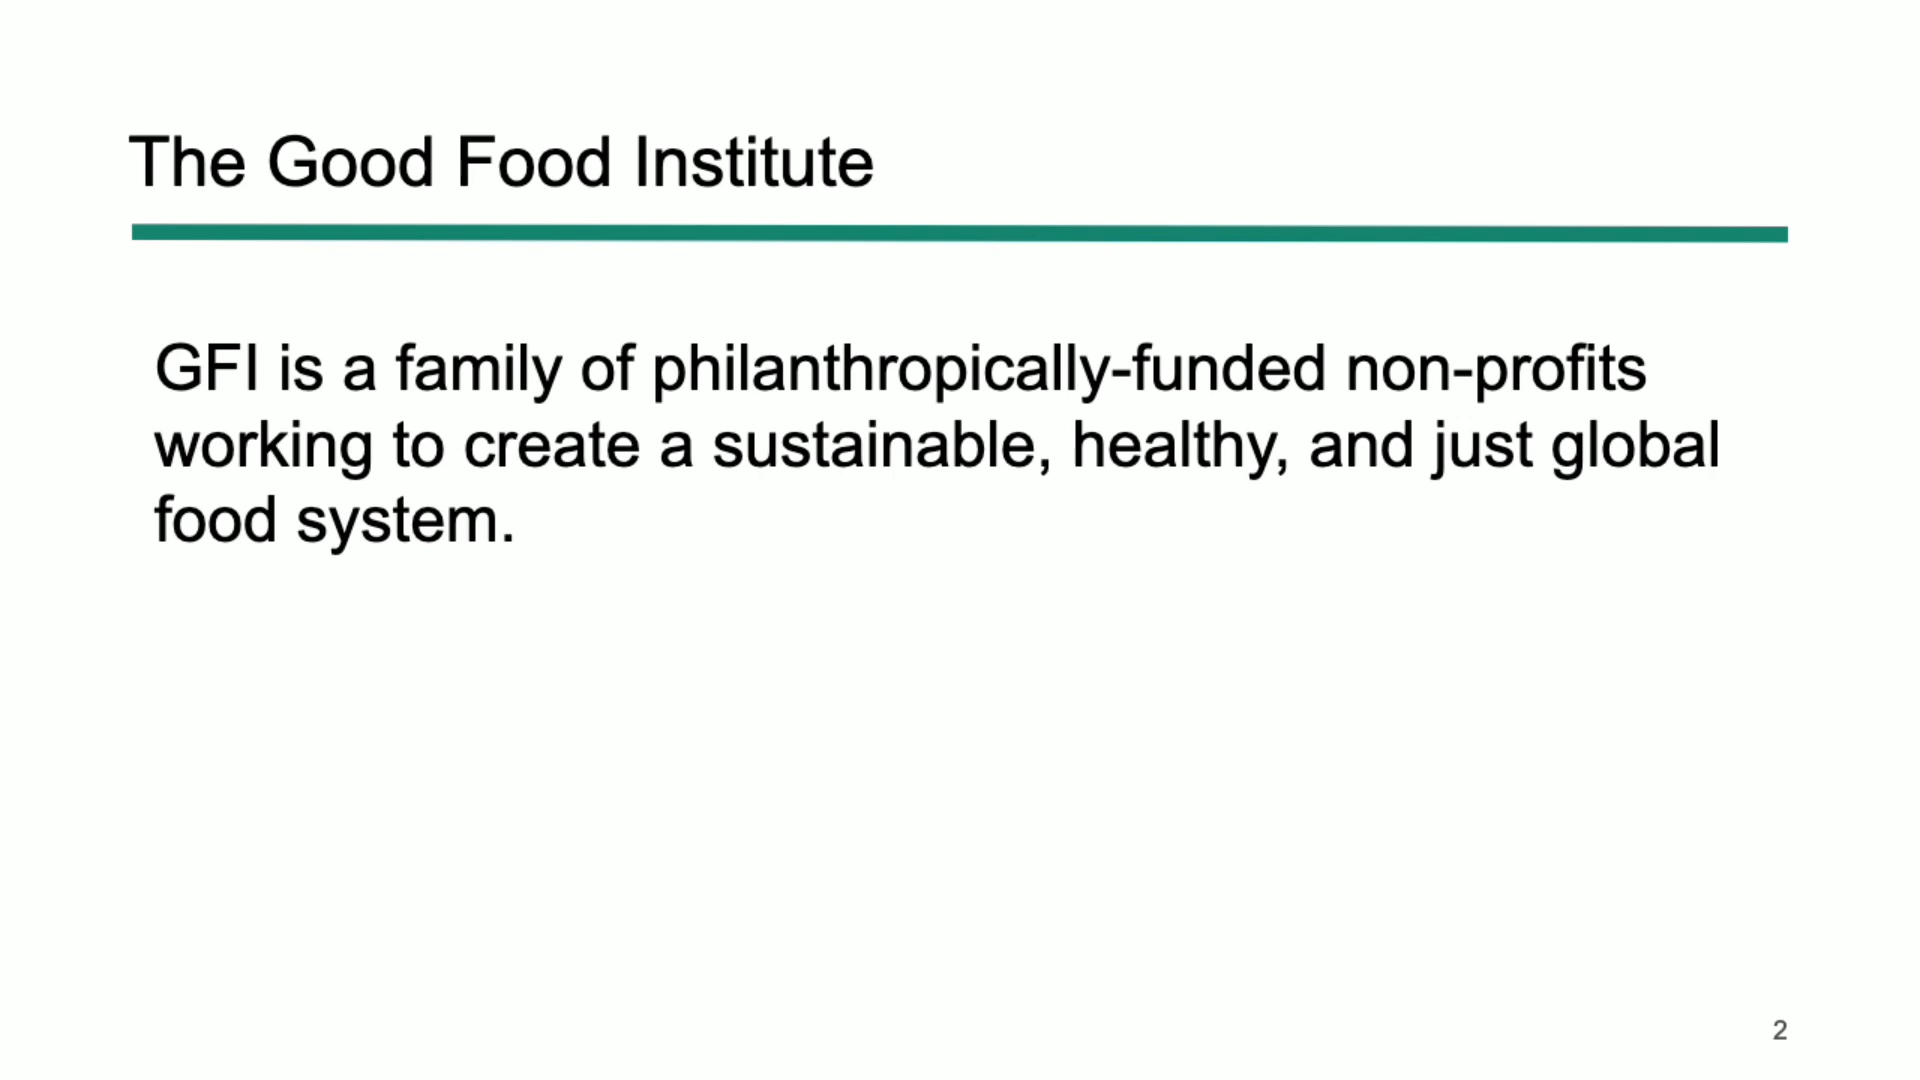 The Good Food Institute
GFI is a family of philanthropically-funded non-profits
working to create a sustainable, healthy, and just global
food system.
2